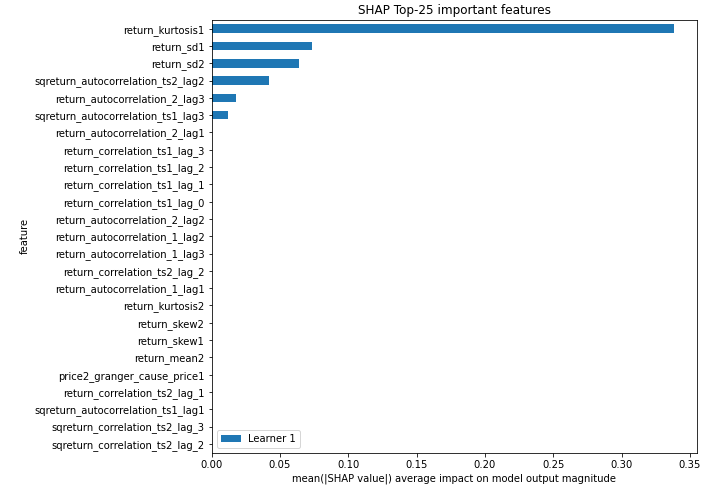 SHAP Top-25 important features
return_kurtosis1
return_sd1
return_sd2
sqreturn_autocorrelation_ts2_lag2
return_autocorrelation_2_lag3
sqreturn_autocorrelation_ts1_lag3
return_autocorrelation_2_lag1
return_correlation_ts1_lag_3
return_correlation_ts1_lag_2
return_correlation_ts1_lag_1
return_correlation_ts1_lag_0
return_autocorrelation_2_lag2
return_autocorrelation_1_lag2
return_autocorrelation_1_lag3
return_correlation_ts2_lag_2
return_autocorrelation_1_lag1
return_kurtosis2
return_skew2
return_skew1
return_mean2
price2_granger_cause_price1
return_correlation_ts2_lag_1
sqreturn_autocorrelation_ts1_lag1
sqreturn_correlation_ts2_lag_3
sqreturn_correlation_ts2_lag_2
feature
Learner 1
0.00 0.05 0.10 0.15 0.20 0.25 0.30 0.35
mean(|SHAP value|) average impact on model output magnitude